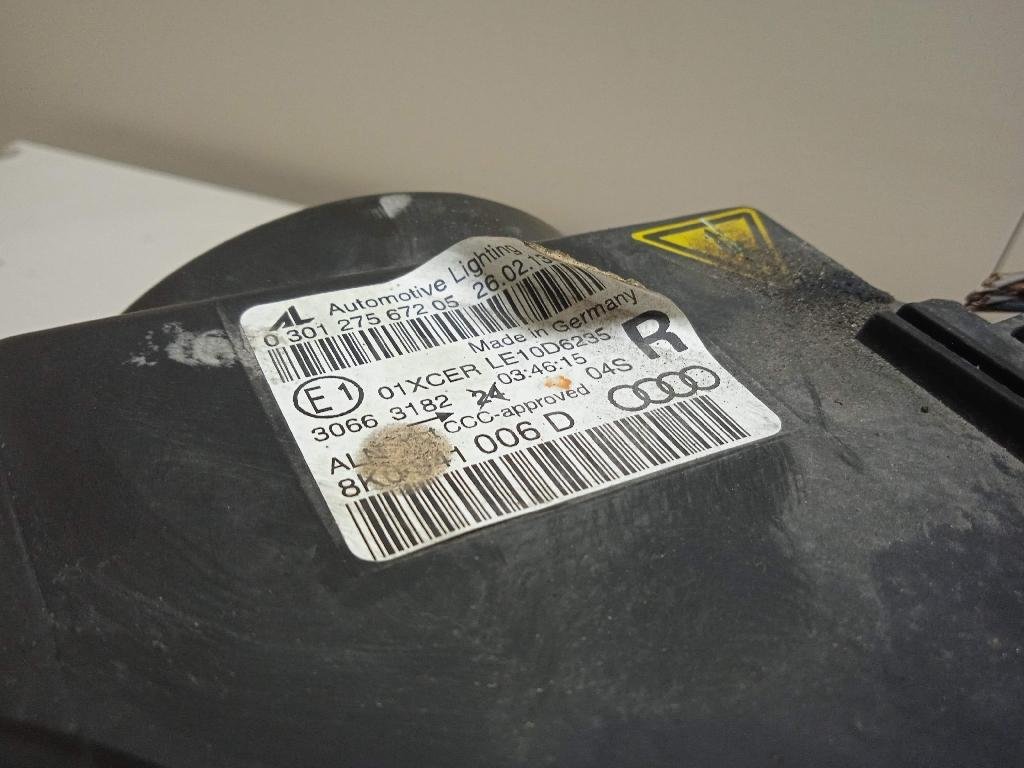 AL Automotive Lighting
0 301 275 672 05 26.02.13
Made in Germany
E1 01XCER LE10D6235 R
3066 3182 24 03:46:15
CCC-approved 04S
006 D